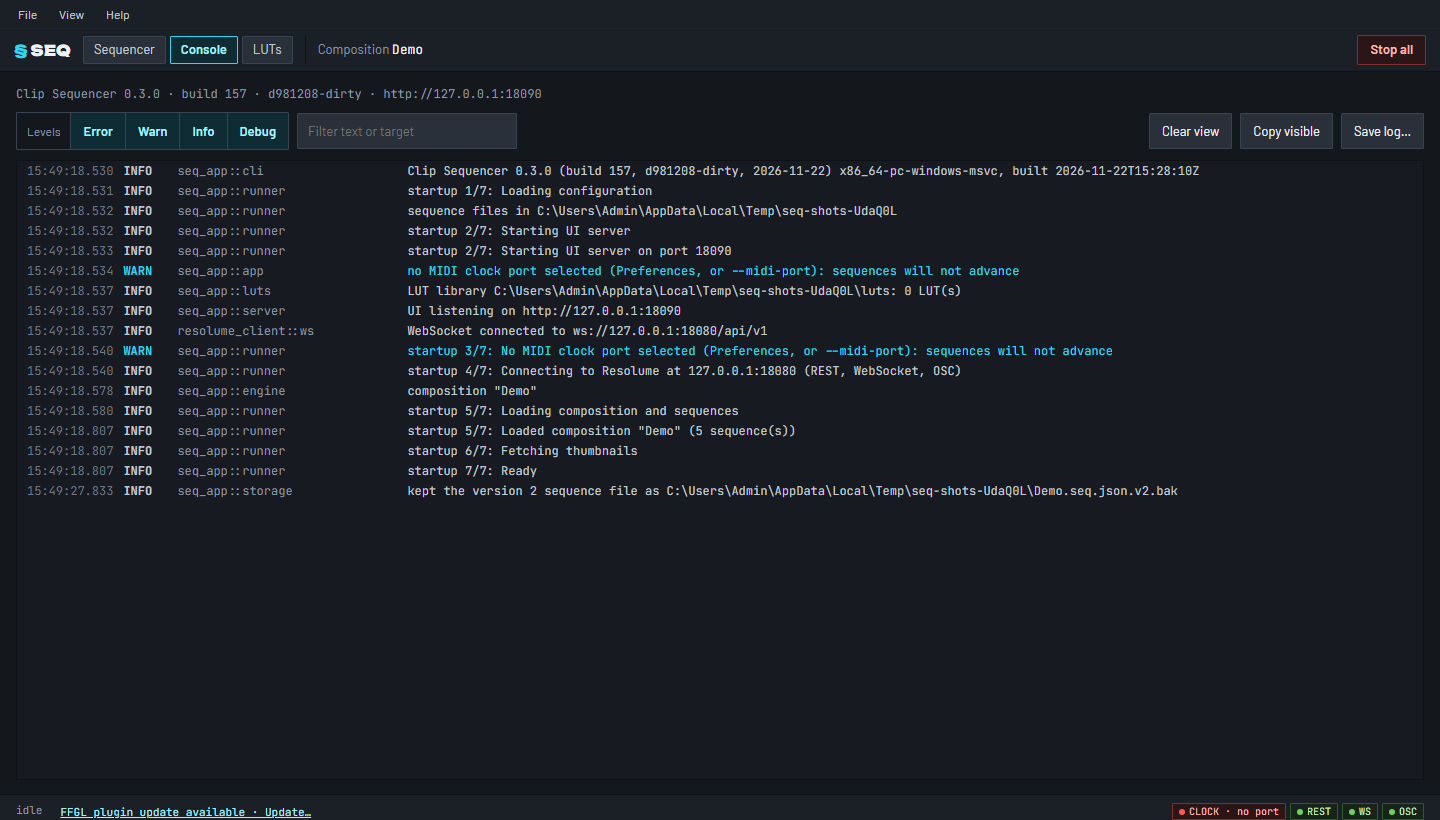 File View Help
SEQ Sequencer Console LUTs Composition Demo Stop all
Clip Sequencer 0.3.0 · build 157 · d981208-dirty · http://127.0.0.1:18090
Levels Error Warn Info Debug Filter text or target Clear view Copy visible Save log…
15:49:18.530 INFO seq_app::cli Clip Sequencer 0.3.0 (build 157, d981208-dirty, 2026-11-22) x86_64-pc-windows-msvc, built 2026-11-22T15:28:10Z
15:49:18.531 INFO seq_app::runner startup 1/7: Loading configuration
15:49:18.532 INFO seq_app::runner sequence files in C:\Users\Admin\AppData\Local\Temp\seq-shots-UdaQ0L
15:49:18.532 INFO seq_app::runner startup 2/7: Starting UI server
15:49:18.533 INFO seq_app::runner startup 2/7: Starting UI server on port 18090
15:49:18.534 WARN seq_app::app no MIDI clock port selected (Preferences, or --midi-port): sequences will not advance
15:49:18.537 INFO seq_app::luts LUT library C:\Users\Admin\AppData\Local\Temp\seq-shots-UdaQ0L\luts: 0 LUT(s)
15:49:18.537 INFO seq_app::server UI listening on http://127.0.0.1:18090
15:49:18.537 INFO resolume_client::ws WebSocket connected to ws://127.0.0.1:18080/api/v1
15:49:18.540 WARN seq_app::runner startup 3/7: No MIDI clock port selected (Preferences, or --midi-port): sequences will not advance
15:49:18.540 INFO seq_app::runner startup 4/7: Connecting to Resolume at 127.0.0.1:18080 (REST, WebSocket, OSC)
15:49:18.578 INFO seq_app::engine composition "Demo"
15:49:18.580 INFO seq_app::runner startup 5/7: Loading composition and sequences
15:49:18.807 INFO seq_app::runner startup 5/7: Loaded composition "Demo" (5 sequence(s))
15:49:18.807 INFO seq_app::runner startup 6/7: Fetching thumbnails
15:49:18.807 INFO seq_app::runner startup 7/7: Ready
15:49:27.833 INFO seq_app::storage kept the version 2 sequence file as C:\Users\Admin\AppData\Local\Temp\seq-shots-UdaQ0L\Demo.seq.json.v2.bak
idle FFGL plugin update available · Update… CLOCK · no port REST WS OSC